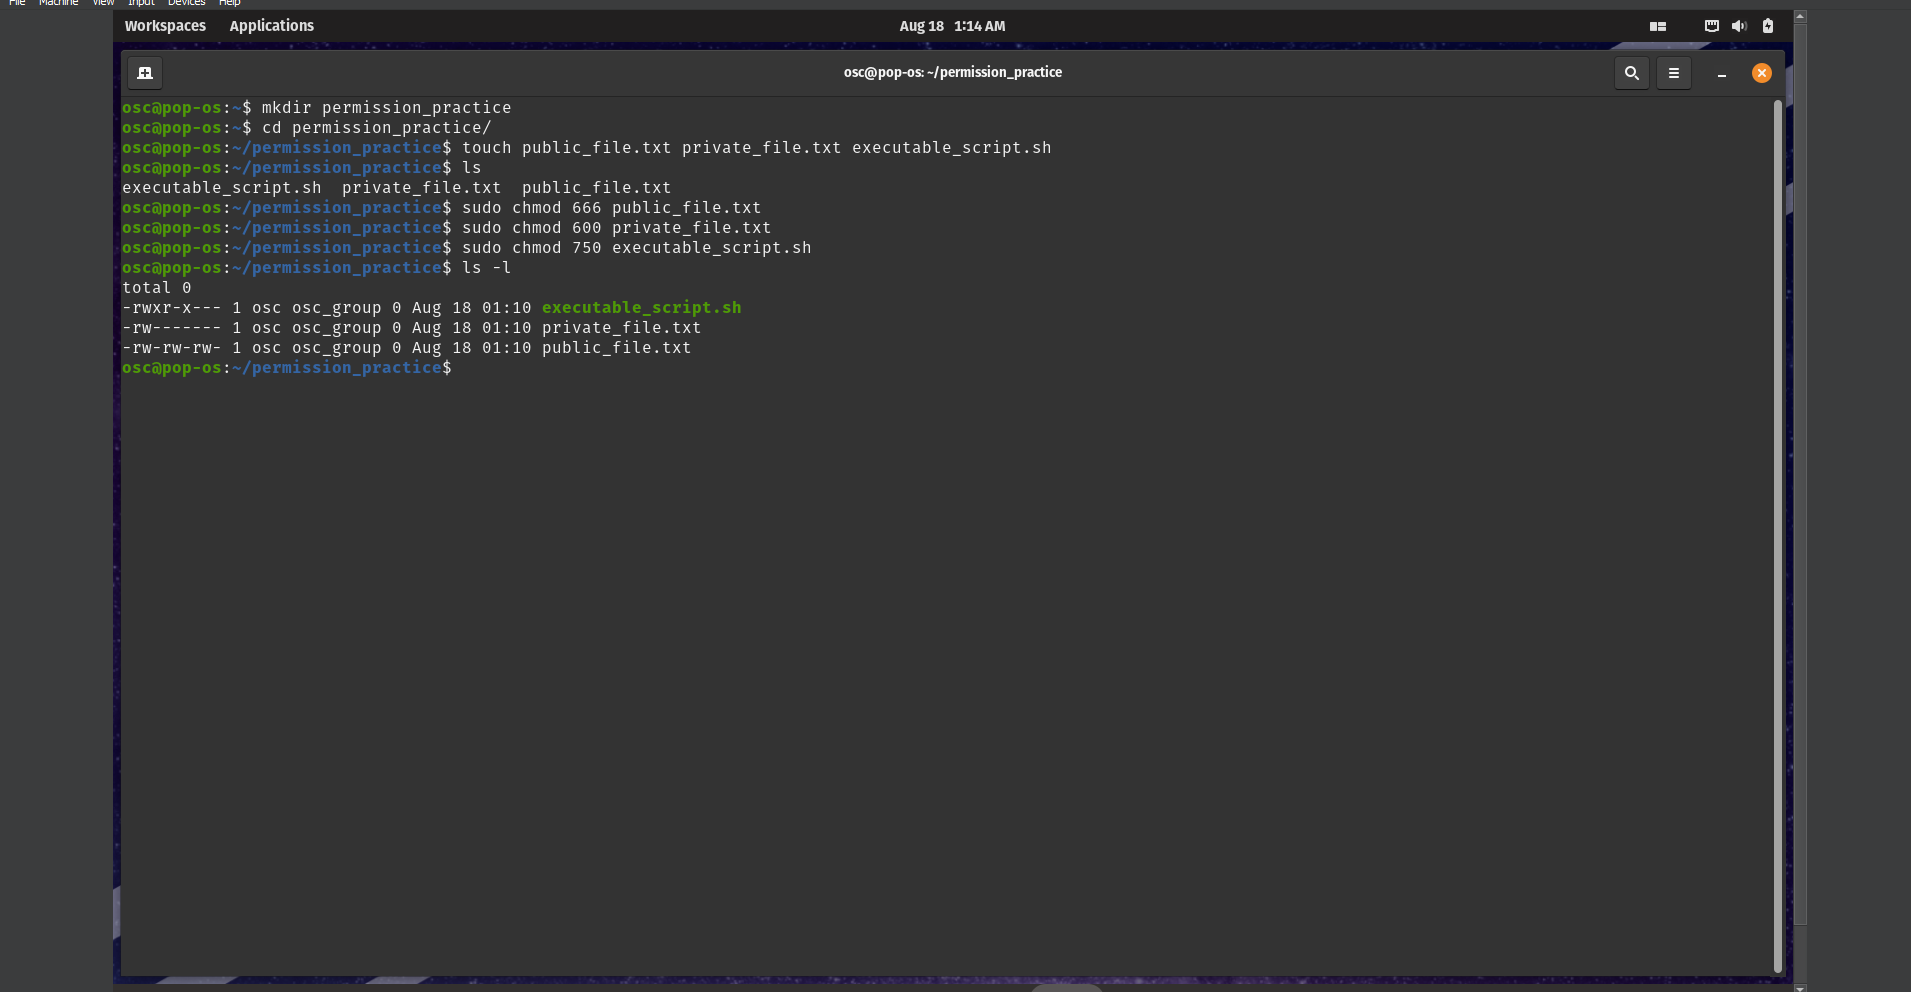 File Machine View Input Devices Help
Workspaces Applications Aug 18 1:14 AM
osc@pop-os: ~/permission_practice
osc@pop-os:~$ mkdir permission_practice
osc@pop-os:~$ cd permission_practice/
osc@pop-os:~/permission_practice$ touch public_file.txt private_file.txt executable_script.sh
osc@pop-os:~/permission_practice$ ls
executable_script.sh  private_file.txt  public_file.txt
osc@pop-os:~/permission_practice$ sudo chmod 666 public_file.txt
osc@pop-os:~/permission_practice$ sudo chmod 600 private_file.txt
osc@pop-os:~/permission_practice$ sudo chmod 750 executable_script.sh
osc@pop-os:~/permission_practice$ ls -l
total 0
-rwxr-x--- 1 osc osc_group 0 Aug 18 01:10 executable_script.sh
-rw------- 1 osc osc_group 0 Aug 18 01:10 private_file.txt
-rw-rw-rw- 1 osc osc_group 0 Aug 18 01:10 public_file.txt
osc@pop-os:~/permission_practice$